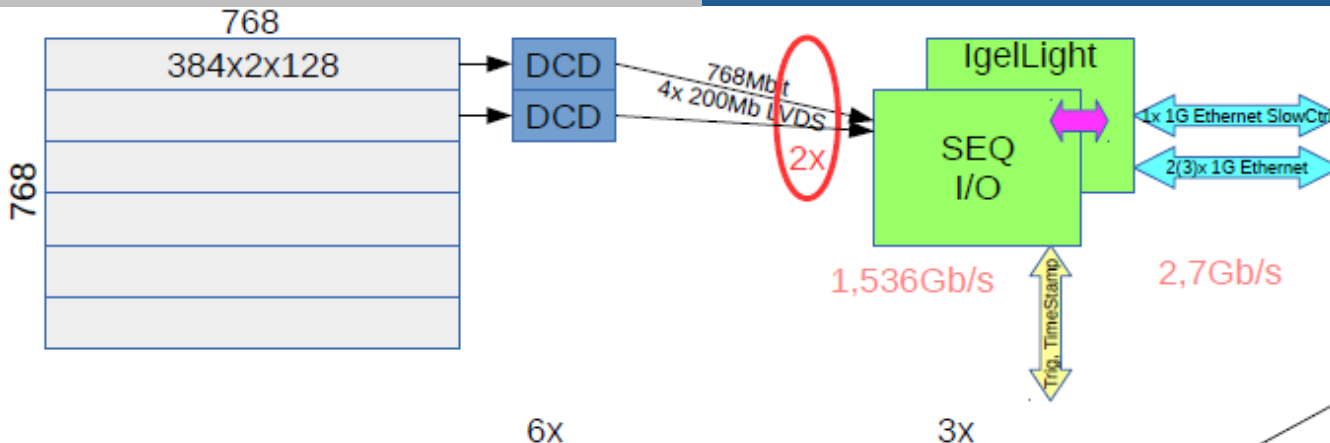 768
384x2x128
768
DCD
DCD
768Mbit
4x 200Mb LVDS
2x
IgelLight
SEQ
I/O
1x 1G Ethernet SlowCtrl
2(3)x 1G Ethernet
1,536Gb/s
2,7Gb/s
Trig, TimeStamp
6x
3x